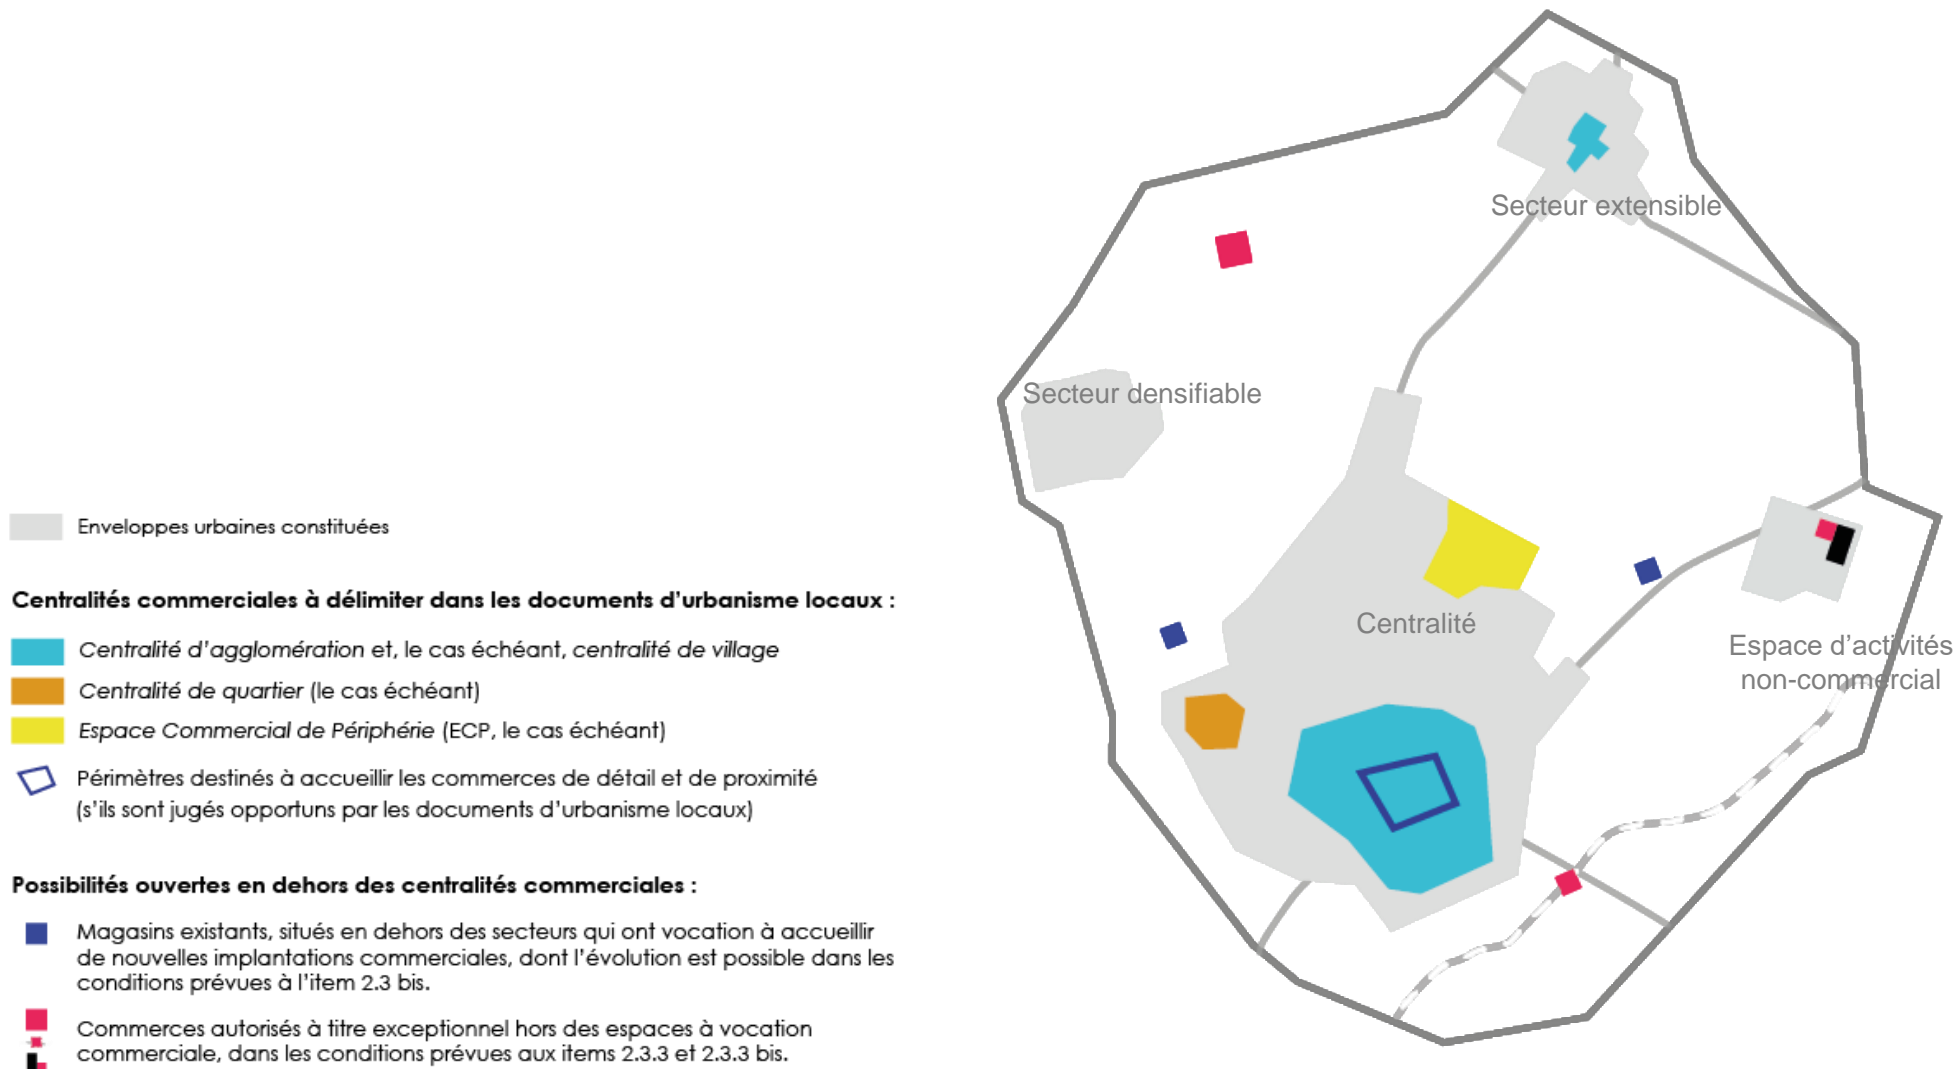 Enveloppes urbaines constituées
Centralités commerciales à délimiter dans les documents d'urbanisme locaux :
Centralité d'agglomération et, le cas échéant, centralité de village
Centralité de quartier (le cas échéant)
Espace Commercial de Périphérie (ECP, le cas échéant)
Périmètres destinés à accueillir les commerces de détail et de proximité
(s'ils sont jugés opportuns par les documents d'urbanisme locaux)
Possibilités ouvertes en dehors des centralités commerciales :
Magasins existants, situés en dehors des secteurs qui ont vocation à accueillir
de nouvelles implantations commerciales, dont l'évolution est possible dans les
conditions prévues à l'item 2.3 bis.
Commerces autorisés à titre exceptionnel hors des espaces à vocation
commerciale, dans les conditions prévues aux items 2.3.3 et 2.3.3 bis.
Secteur extensible
Secteur densifiable
Centralité
Espace d’activités
non-commercial